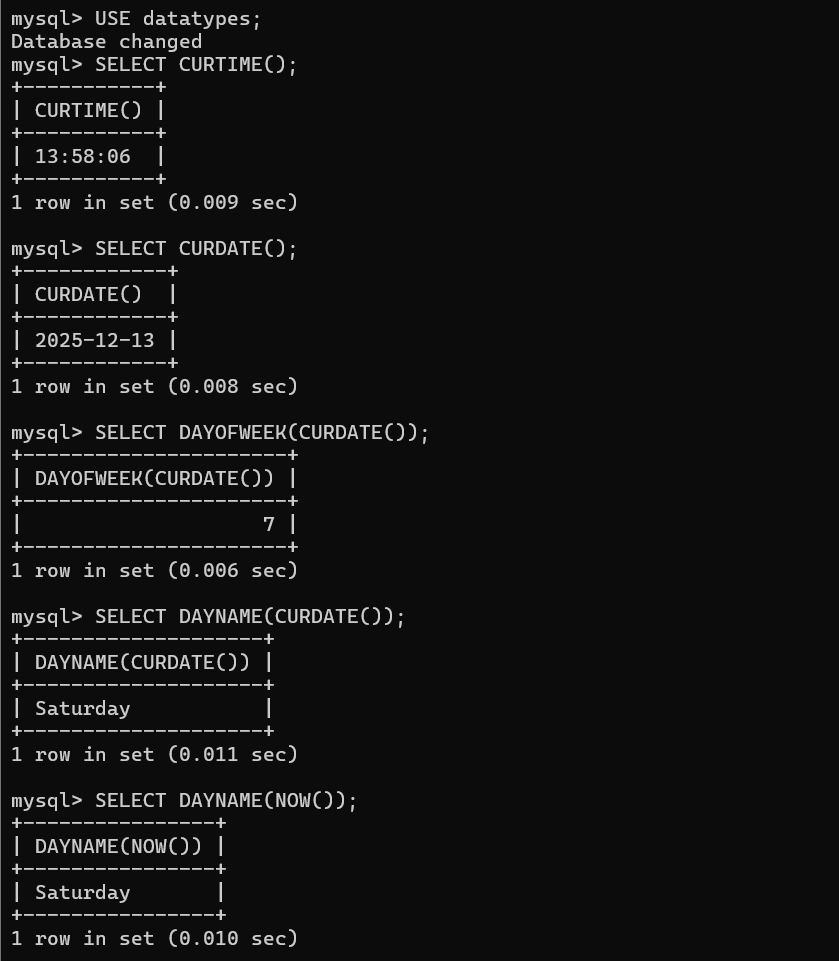 mysql> USE datatypes;
Database changed
mysql> SELECT CURTIME();
+-----------+
| CURTIME() |
+-----------+
| 13:58:06  |
+-----------+
1 row in set (0.009 sec)

mysql> SELECT CURDATE();
+------------+
| CURDATE()  |
+------------+
| 2025-12-13 |
+------------+
1 row in set (0.008 sec)

mysql> SELECT DAYOFWEEK(CURDATE());
+----------------------+
| DAYOFWEEK(CURDATE()) |
+----------------------+
|                    7 |
+----------------------+
1 row in set (0.006 sec)

mysql> SELECT DAYNAME(CURDATE());
+--------------------+
| DAYNAME(CURDATE()) |
+--------------------+
| Saturday           |
+--------------------+
1 row in set (0.011 sec)

mysql> SELECT DAYNAME(NOW());
+----------------+
| DAYNAME(NOW()) |
+----------------+
| Saturday       |
+----------------+
1 row in set (0.010 sec)